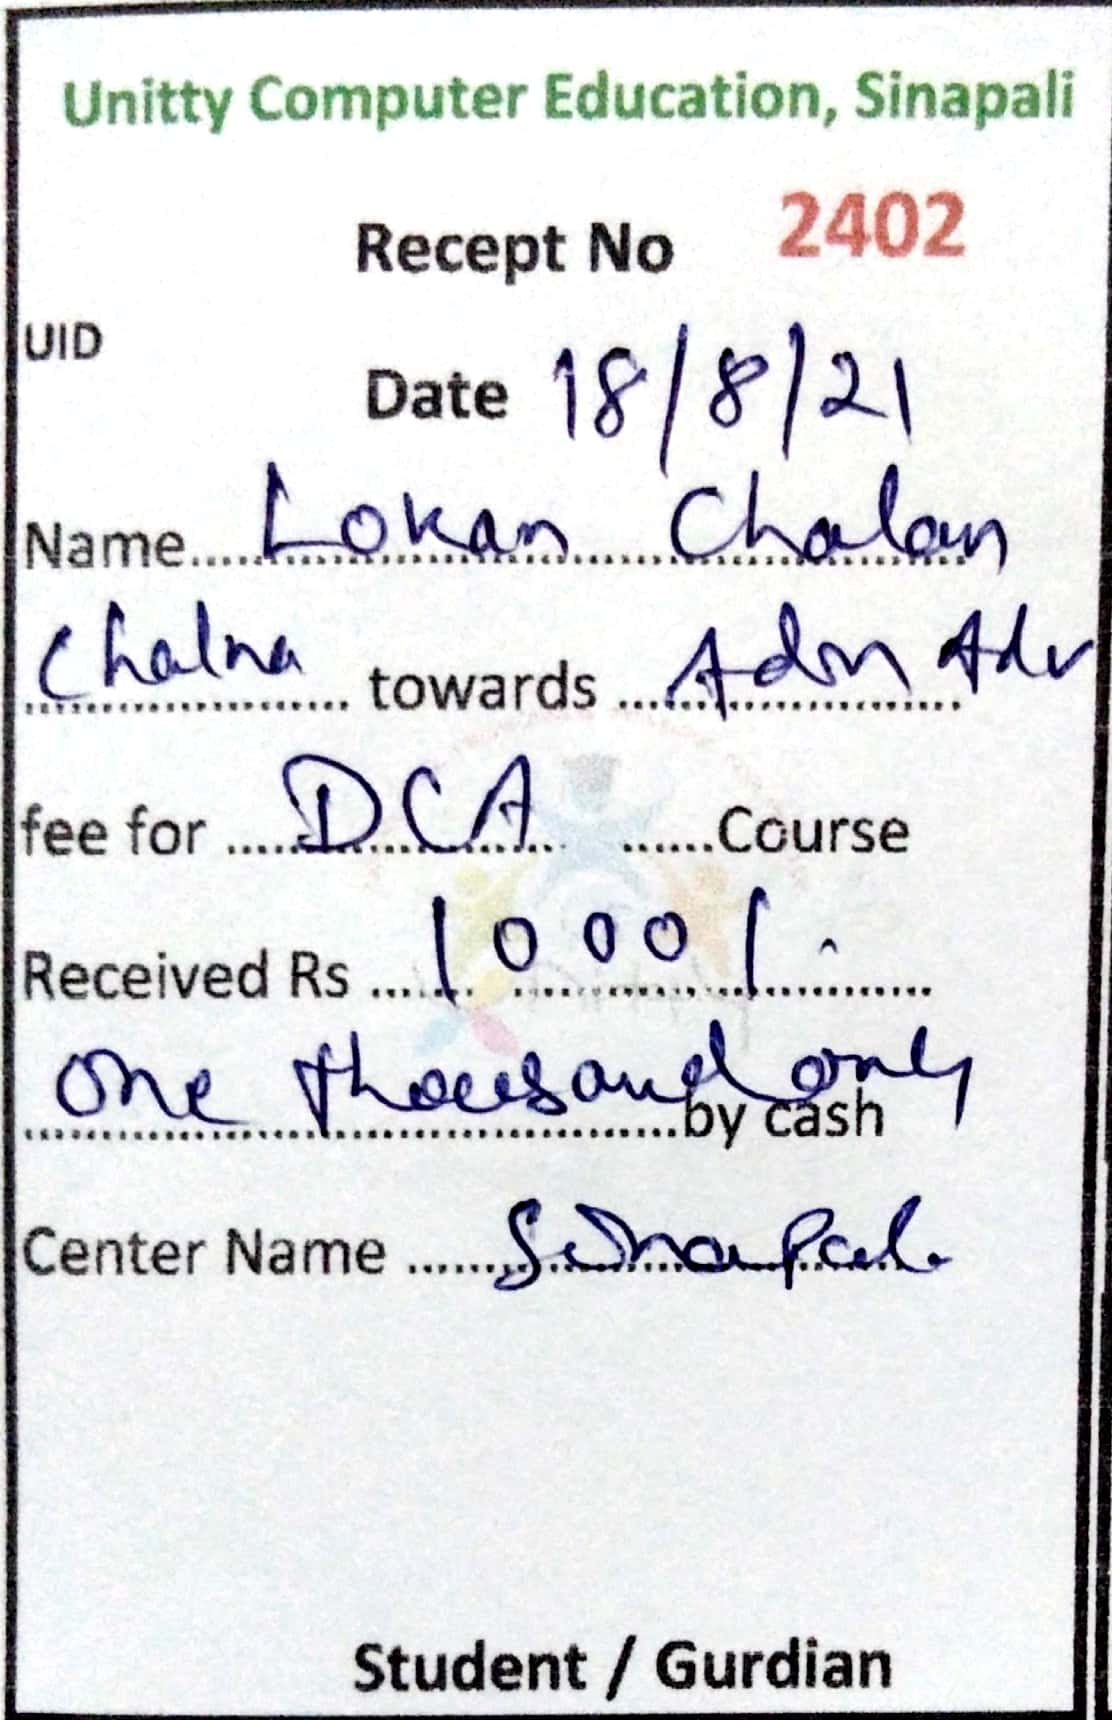 Unitty Computer Education, Sinapali
Recept No 2402
UID
Date 18/8/21
Name..... Lokan Chalan
Chalna towards ..... Adm Adv
fee for ..... DCA ......Course
Received Rs ..... 1000/-
One thousand only
by cash
Center Name ....... Sinapali
Student / Gurdian